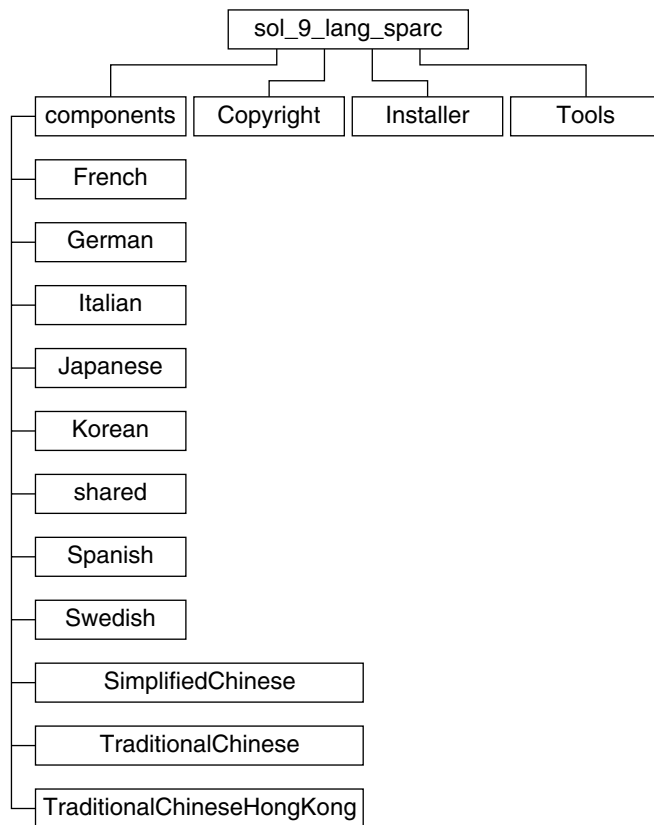 sol_9_lang_sparc
components
Copyright
Installer
Tools
French
German
Italian
Japanese
Korean
shared
Spanish
Swedish
SimplifiedChinese
TraditionalChinese
TraditionalChineseHongKong